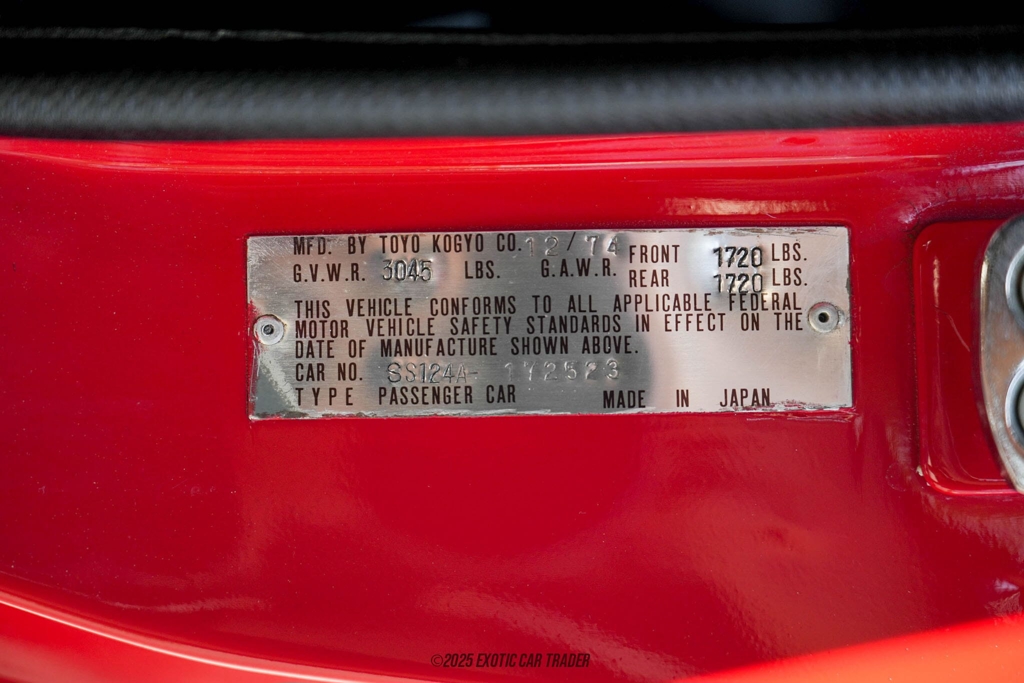 MFD. BY TOYO KOGYO CO. 12/74 FRONT 1720 LBS.
G.V.W.R. 3045 LBS. G.A.W.R. REAR 1720 LBS.
THIS VEHICLE CONFORMS TO ALL APPLICABLE FEDERAL
MOTOR VEHICLE SAFETY STANDARDS IN EFFECT ON THE
DATE OF MANUFACTURE SHOWN ABOVE.
CAR NO.
TYPE PASSENGER CAR MADE IN JAPAN
©2025 EXOTIC CAR TRADER